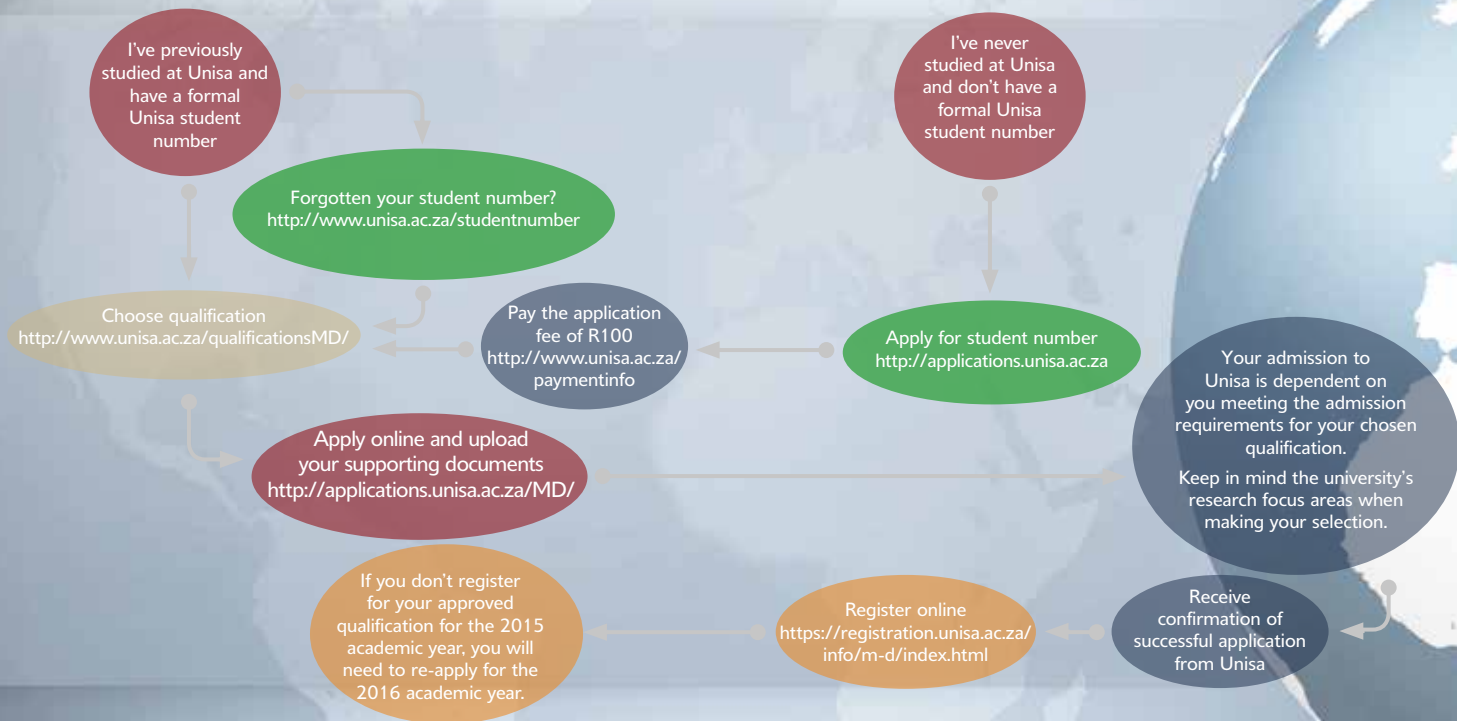 I've previously
studied at Unisa and
have a formal
Unisa student
number
I've never
studied at Unisa
and don't have a
formal Unisa
student number
Forgotten your student number?
http://www.unisa.ac.za/studentnumber
Choose qualification
http://www.unisa.ac.za/qualificationsMD/
Pay the application
fee of R100
http://www.unisa.ac.za/
paymentinfo
Apply for student number
http://applications.unisa.ac.za
Your admission to
Unisa is dependent on
you meeting the admission
requirements for your chosen
qualification.
Keep in mind the university's
research focus areas when
making your selection.
Apply online and upload
your supporting documents
http://applications.unisa.ac.za/MD/
If you don't register
for your approved
qualification for the 2015
academic year, you will
need to re-apply for the
2016 academic year.
Register online
https://registration.unisa.ac.za/
info/m-d/index.html
Receive
confirmation of
successful application
from Unisa